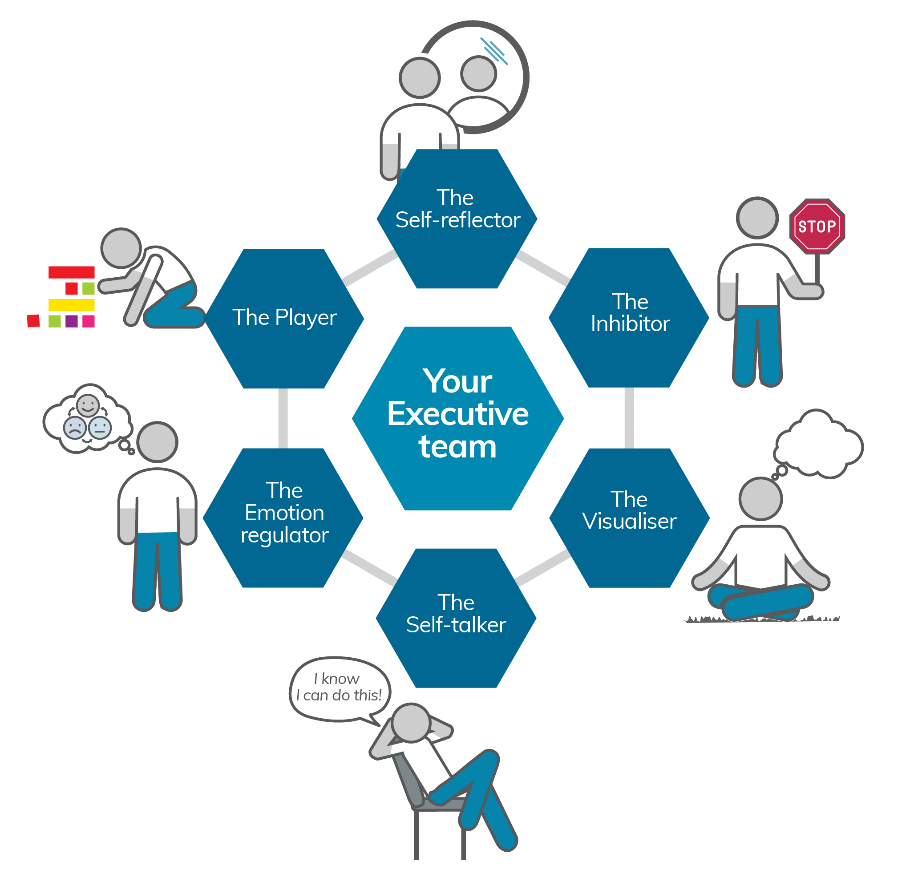 The
Self-reflector
STOP
The
Inhibitor
The Player
Your
Executive
team
The
Emotion
regulator
The
Visualiser
The
Self-talker
I know
I can do this!